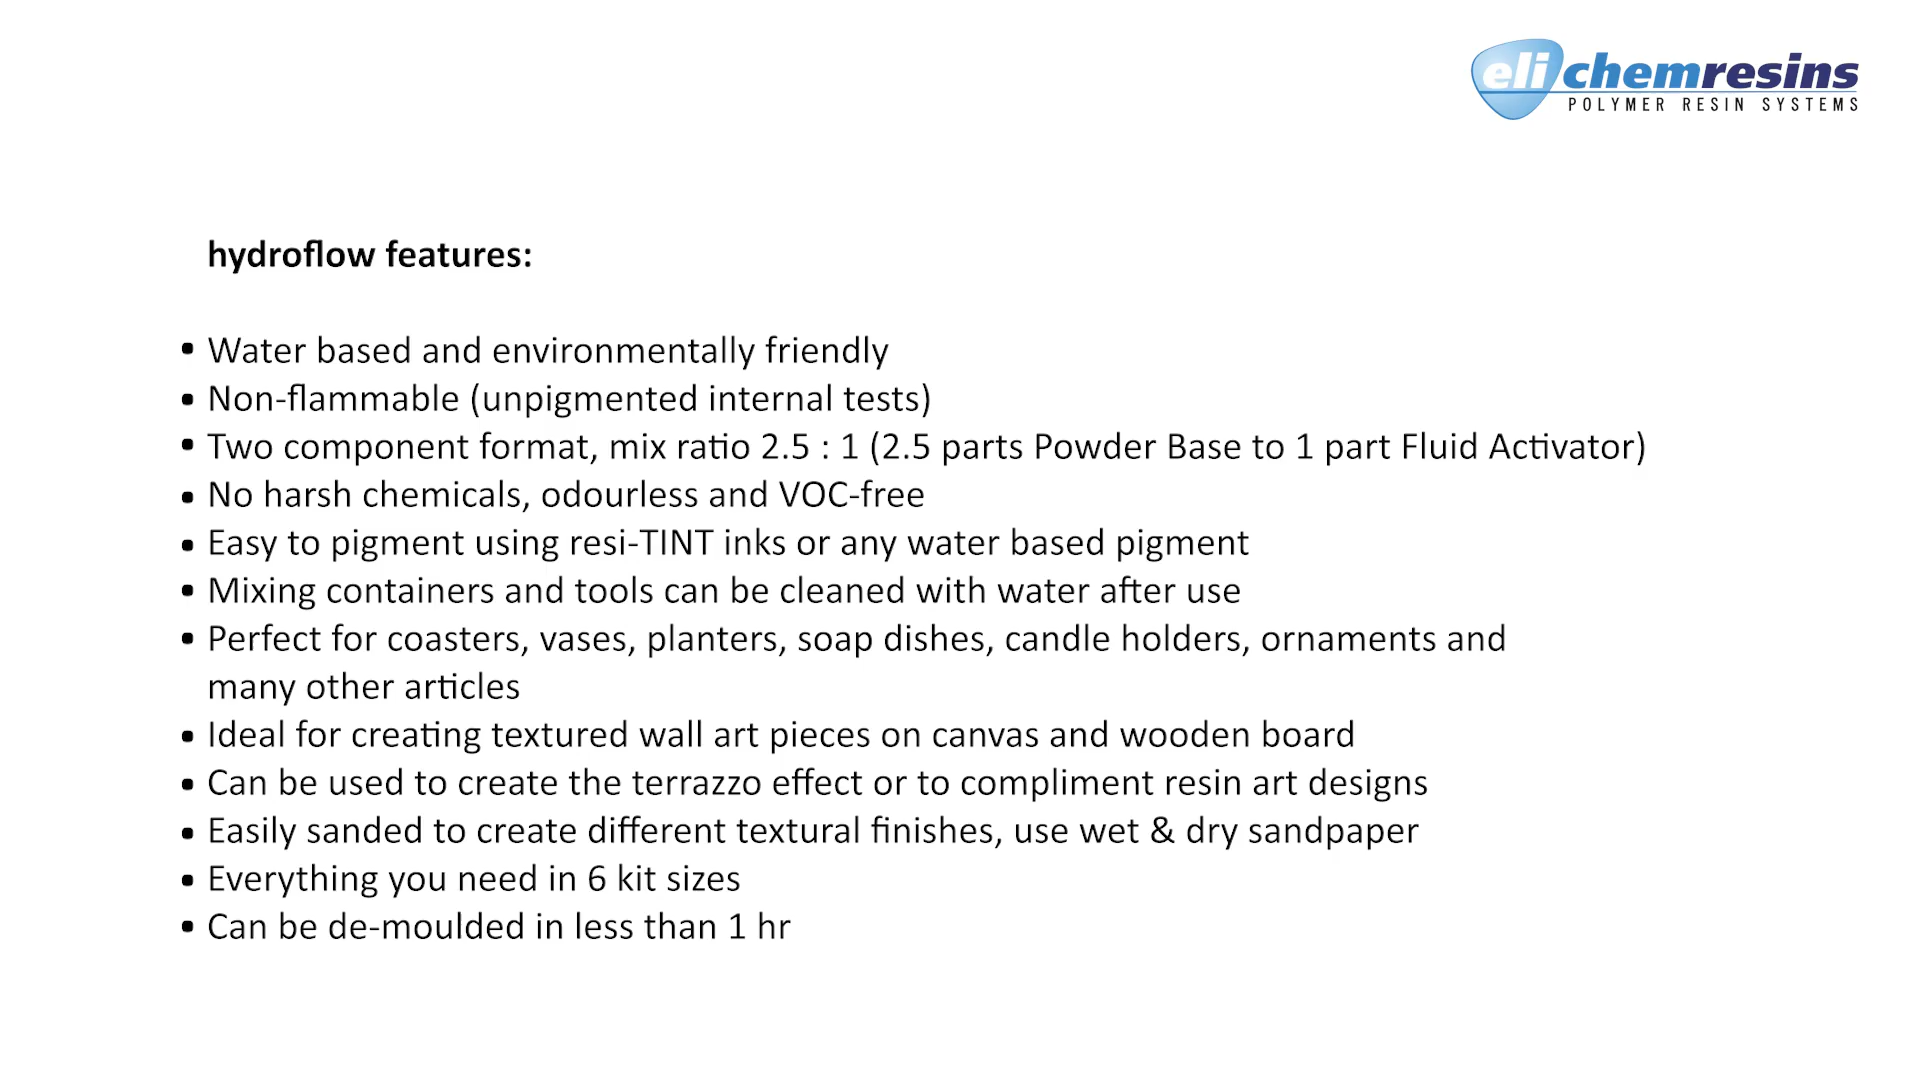 eli chemresins
POLYMER RESIN SYSTEMS
hydroflow features:
• Water based and environmentally friendly
• Non-flammable (unpigmented internal tests)
• Two component format, mix ratio 2.5 : 1 (2.5 parts Powder Base to 1 part Fluid Activator)
• No harsh chemicals, odourless and VOC-free
• Easy to pigment using resi-TINT inks or any water based pigment
• Mixing containers and tools can be cleaned with water after use
• Perfect for coasters, vases, planters, soap dishes, candle holders, ornaments and
many other articles
• Ideal for creating textured wall art pieces on canvas and wooden board
• Can be used to create the terrazzo effect or to compliment resin art designs
• Easily sanded to create different textural finishes, use wet & dry sandpaper
• Everything you need in 6 kit sizes
• Can be de-moulded in less than 1 hr